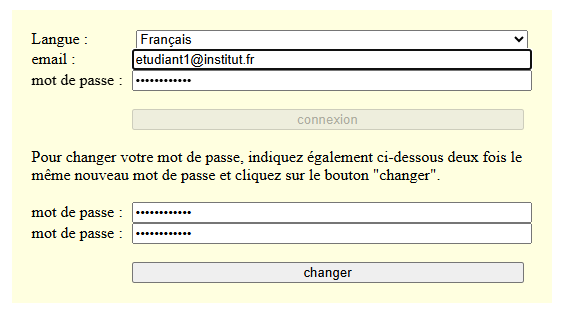 Langue : Français
email : etudiant1@institut.fr
mot de passe : ••••••••••••
connexion
Pour changer votre mot de passe, indiquez également ci-dessous deux fois le
même nouveau mot de passe et cliquez sur le bouton "changer".
mot de passe : ••••••••••••
mot de passe : ••••••••••••
changer